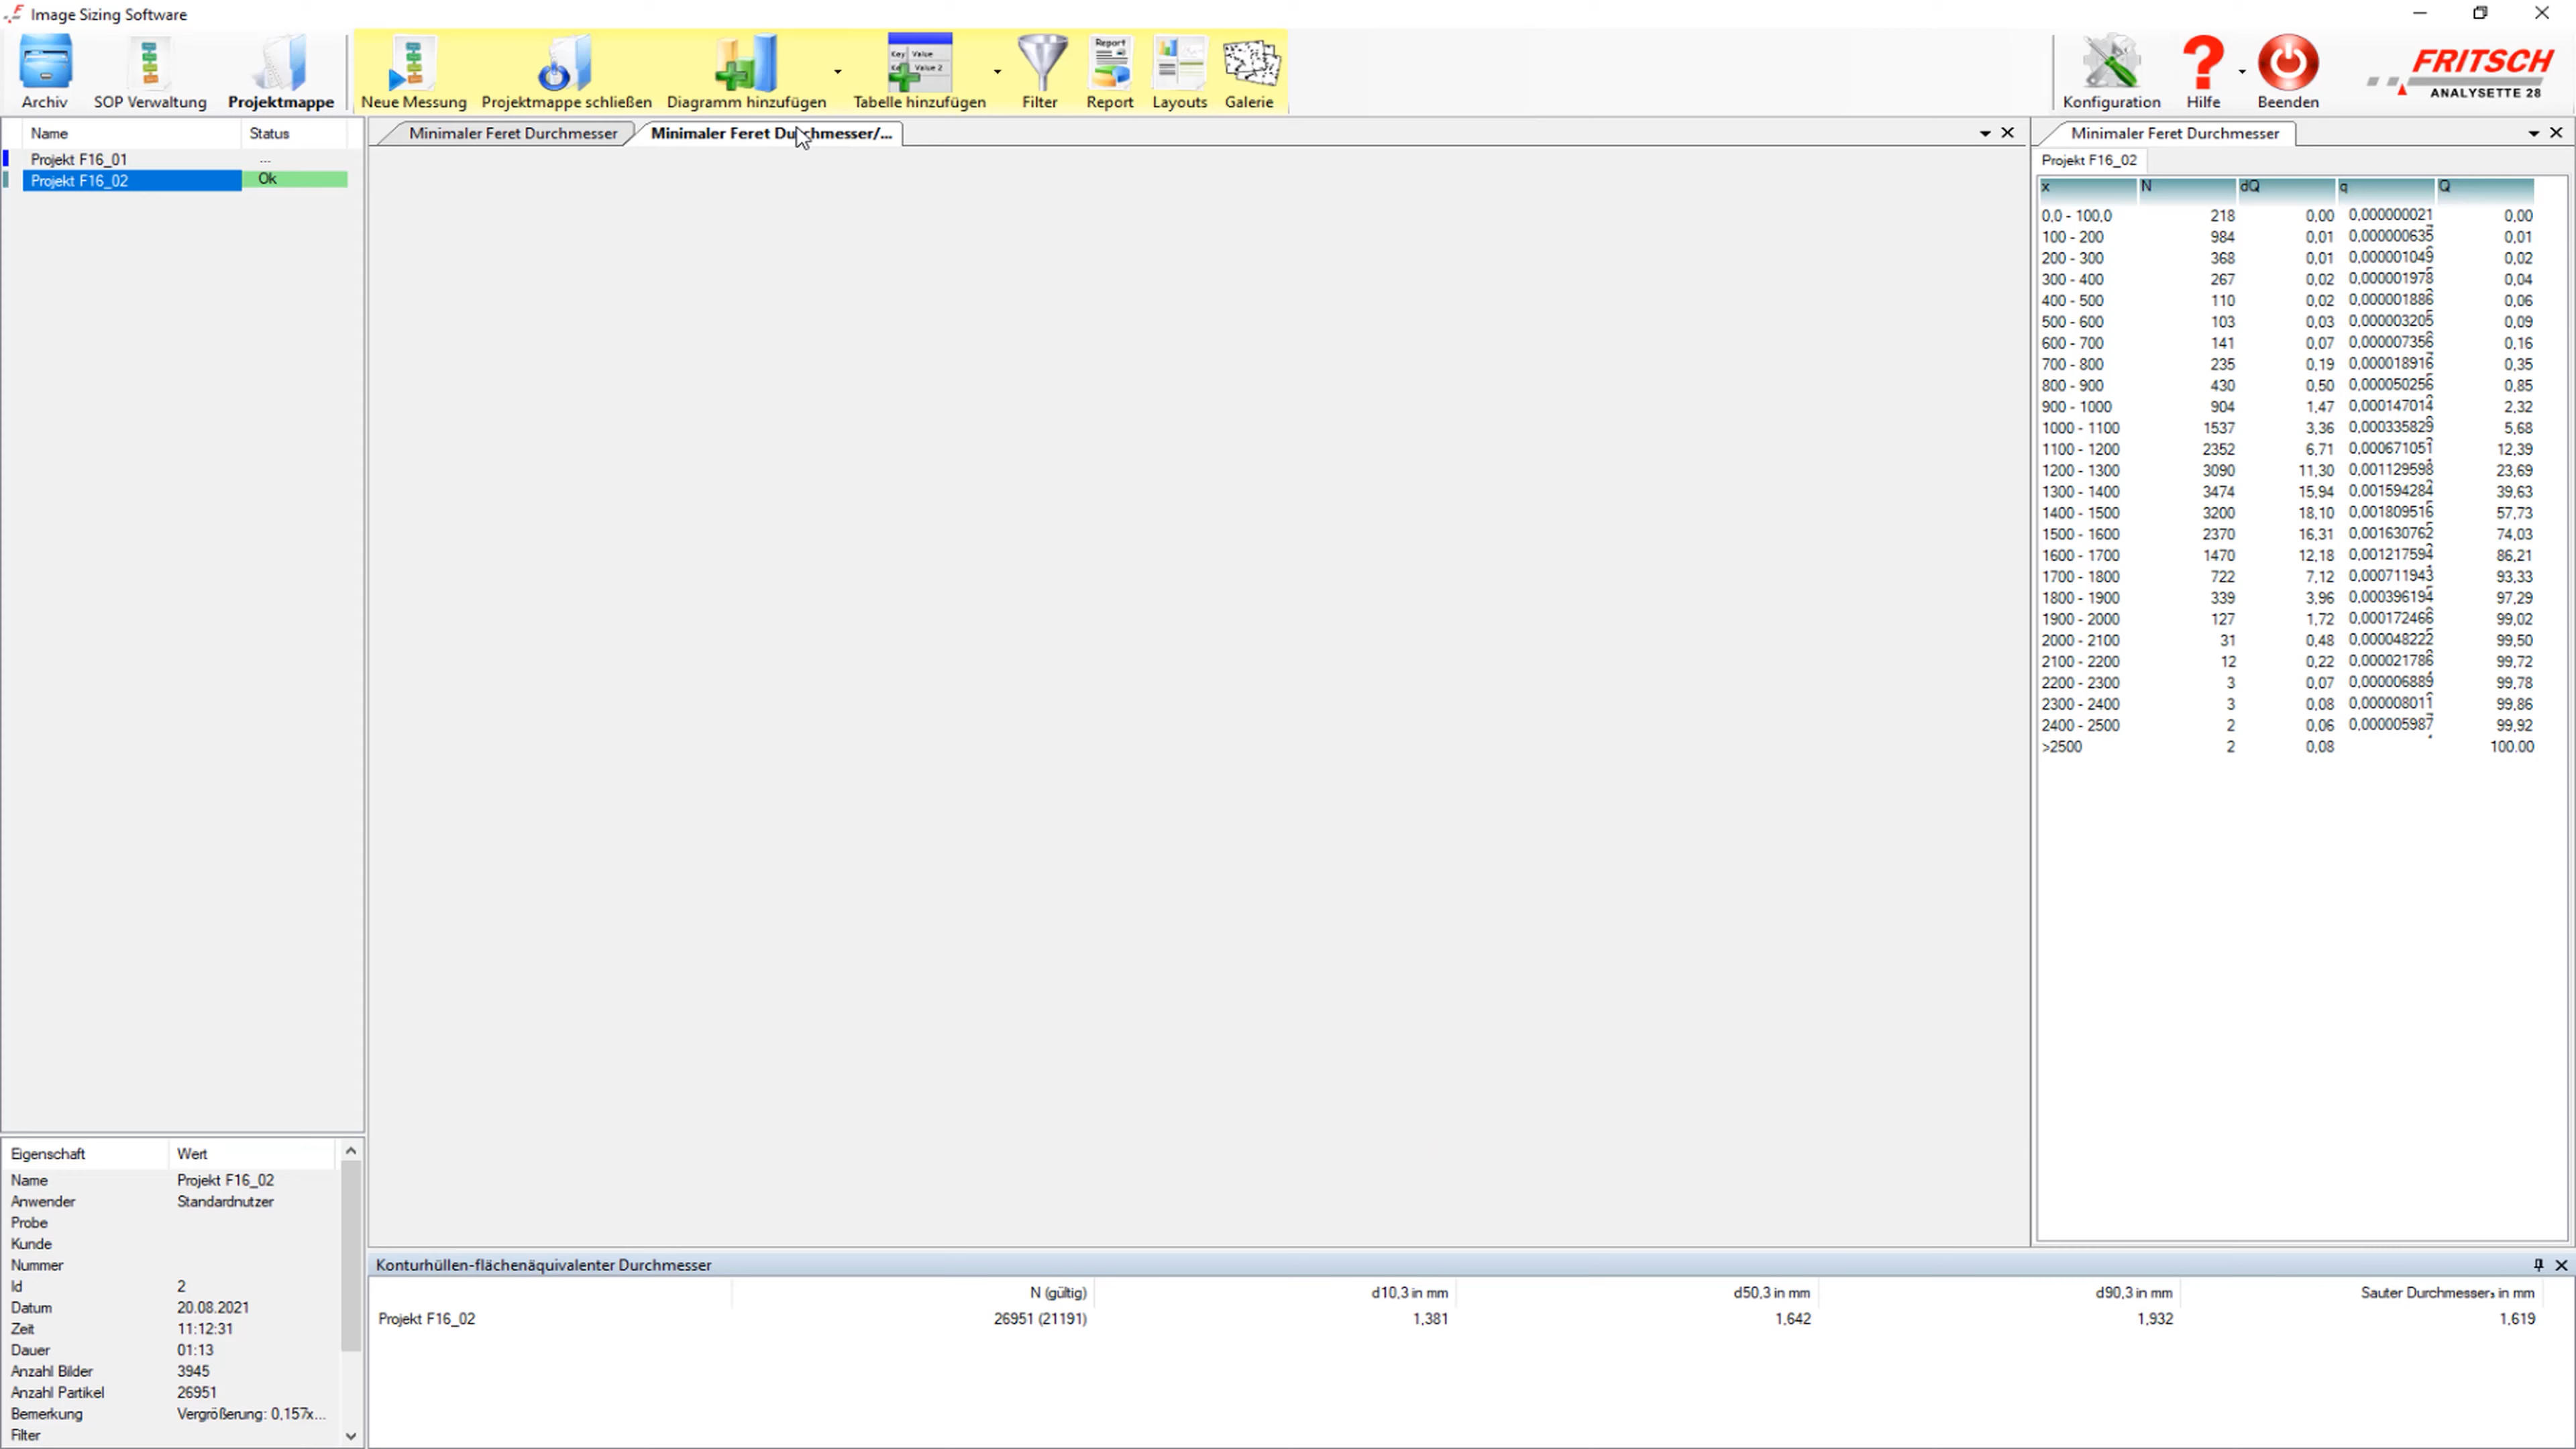 Image Sizing Software
Archiv SOP Verwaltung Projektmappe Neue Messung Projektmappe schließen Diagramm hinzufügen Tabelle hinzufügen Filter Report Layouts Galerie Konfiguration Hilfe Beenden
Key Value
Value 2
Report
FRITSCH
ANALYSETTE 28
Name Status
Projekt F16_01 ...
Projekt F16_02 Ok
Minimaler Feret Durchmesser Minimaler Feret Durchmesser/...
Minimaler Feret Durchmesser
Projekt F16_02
x N dQ q Q
0,0 - 100,0 218 0,00 0,000000021 0,00
100 - 200 984 0,01 0,000000635 0,01
200 - 300 368 0,01 0,000001049 0,02
300 - 400 267 0,02 0,000001978 0,04
400 - 500 110 0,02 0,000001886 0,06
500 - 600 103 0,03 0,000003205 0,09
600 - 700 141 0,07 0,000007356 0,16
700 - 800 235 0,19 0,000018916 0,35
800 - 900 430 0,50 0,000050256 0,85
900 - 1000 904 1,47 0,000147014 2,32
1000 - 1100 1537 3,36 0,000335829 5,68
1100 - 1200 2352 6,71 0,000671051 12,39
1200 - 1300 3090 11,30 0,001129598 23,69
1300 - 1400 3474 15,94 0,001594284 39,63
1400 - 1500 3200 18,10 0,001809516 57,73
1500 - 1600 2370 16,31 0,001630762 74,03
1600 - 1700 1470 12,18 0,001217594 86,21
1700 - 1800 722 7,12 0,000711943 93,33
1800 - 1900 339 3,96 0,000396194 97,29
1900 - 2000 127 1,72 0,000172466 99,02
2000 - 2100 31 0,48 0,000048222 99,50
2100 - 2200 12 0,22 0,000021786 99,72
2200 - 2300 3 0,07 0,000006889 99,78
2300 - 2400 3 0,08 0,000008011 99,86
2400 - 2500 2 0,06 0,000005987 99,92
>2500 2 0,08 100.00
Eigenschaft Wert
Name Projekt F16_02
Anwender Standardnutzer
Probe
Kunde
Nummer
Id 2
Datum 20.08.2021
Zeit 11:12:31
Dauer 01:13
Anzahl Bilder 3945
Anzahl Partikel 26951
Bemerkung Vergrößerung: 0,157x...
Filter
Konturhüllen-flächenäquivalenter Durchmesser
N (gültig) d10,3 in mm d50,3 in mm d90,3 in mm Sauter Durchmesser₃ in mm
Projekt F16_02 26951 (21191) 1,381 1,642 1,932 1,619